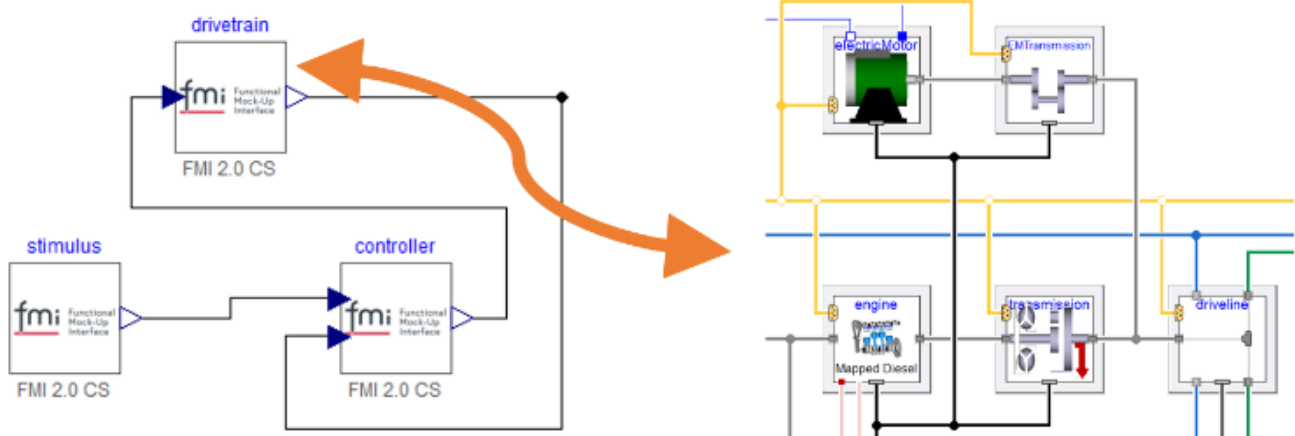 drivetrain
fmi Functional
Mock-Up
Interface
FMI 2.0 CS
stimulus
fmi Functional
Mock-Up
Interface
FMI 2.0 CS
controller
fmi Functional
Mock-Up
Interface
FMI 2.0 CS
electricMotor
EMTransmission
engine
Mapped Diesel
transmission
driveline